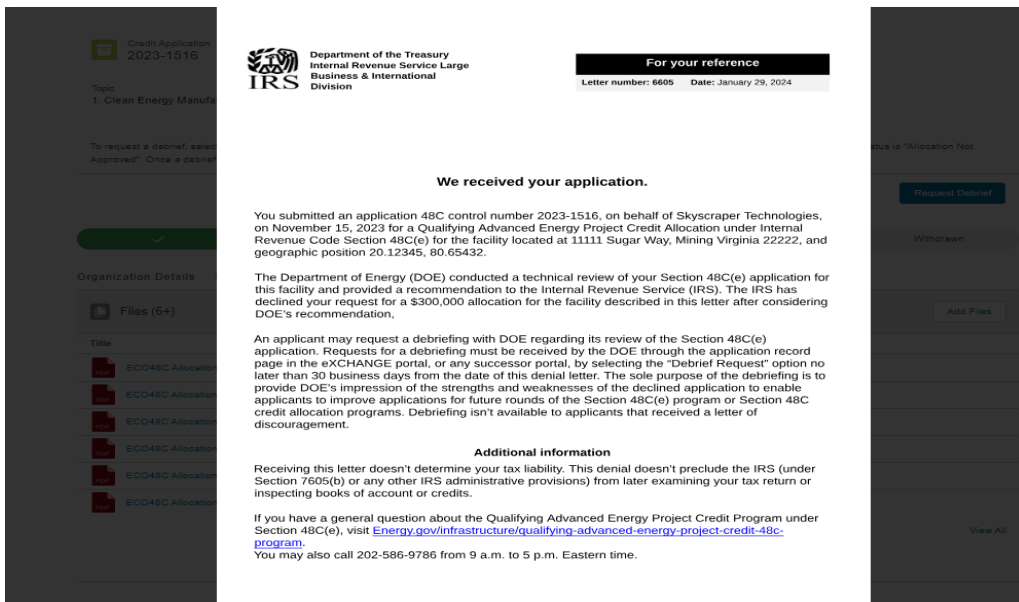 Credit Application
2023-1516
Topic
1. Clean Energy Manufa
To request a debrief, selec
atus is "Allocation Not
Approved". Once a debrief
Request Debrief
Withdrawn
Organization Details
Files (6+)
Add Files
Title
ECO48C Allocation
ECO48C Allocation
ECO48C Allocation
ECO48C Allocation
ECO48C Allocation
ECO48C Allocation
View All
IRS
Department of the Treasury
Internal Revenue Service Large
Business & International
Division
For your reference
Letter number: 6605 Date: January 29, 2024
We received your application.
You submitted an application 48C control number 2023-1516, on behalf of Skyscraper Technologies,
on November 15, 2023 for a Qualifying Advanced Energy Project Credit Allocation under Internal
Revenue Code Section 48C(e) for the facility located at 11111 Sugar Way, Mining Virginia 22222, and
geographic position 20.12345, 80.65432.
The Department of Energy (DOE) conducted a technical review of your Section 48C(e) application for
this facility and provided a recommendation to the Internal Revenue Service (IRS). The IRS has
declined your request for a $300,000 allocation for the facility described in this letter after considering
DOE's recommendation,
An applicant may request a debriefing with DOE regarding its review of the Section 48C(e)
application. Requests for a debriefing must be received by the DOE through the application record
page in the eXCHANGE portal, or any successor portal, by selecting the "Debrief Request" option no
later than 30 business days from the date of this denial letter. The sole purpose of the debriefing is to
provide DOE's impression of the strengths and weaknesses of the declined application to enable
applicants to improve applications for future rounds of the Section 48C(e) program or Section 48C
credit allocation programs. Debriefing isn't available to applicants that received a letter of
discouragement.
Additional information
Receiving this letter doesn't determine your tax liability. This denial doesn't preclude the IRS (under
Section 7605(b) or any other IRS administrative provisions) from later examining your tax return or
inspecting books of account or credits.
If you have a general question about the Qualifying Advanced Energy Project Credit Program under
Section 48C(e), visit Energy.gov/infrastructure/qualifying-advanced-energy-project-credit-48c-
program.
You may also call 202-586-9786 from 9 a.m. to 5 p.m. Eastern time.